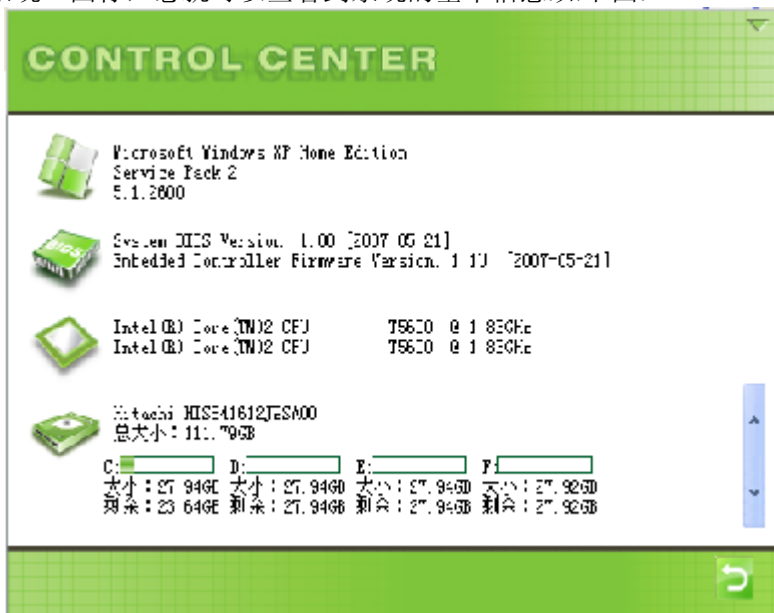 CONTROL CENTER
Microsoft Windows XP Home Edition
Service Pack 2
5.1.2600
BIOS
System BIOS Version. 1.00 [2007-05-21]
Embedded Controller Firmware Version. [2007-05-21]
Intel(R) Core(TM)2 CPU T5600 @ 1.83GHz
Intel(R) Core(TM)2 CPU T5600 @ 1.83GHz
Hitachi
总大小:111.79GB
C: D: E: F:
大小:27.94GB 大小:27.94GB 大小:27.94GB 大小:27.92GB
剩余:23.64GB 剩余:27.94GB 剩余:27.94GB 剩余:27.92GB